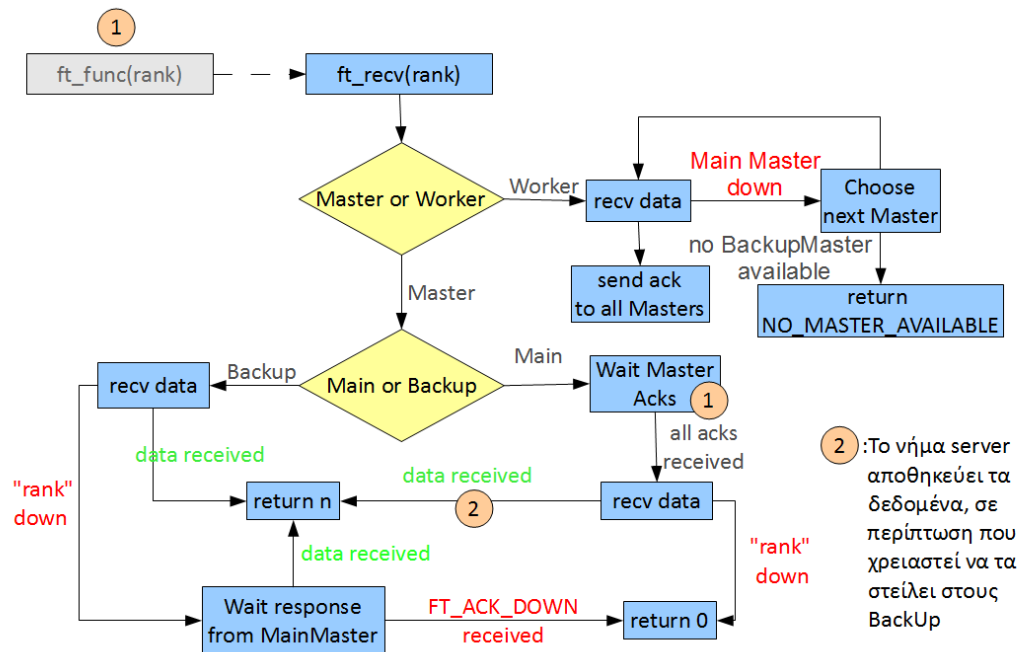 1
ft_func(rank)
ft_recv(rank)
Master or Worker
Worker
recv data
Main Master
down
Choose
next Master
no BackupMaster
available
send ack
to all Masters
return
NO_MASTER_AVAILABLE
Master
Main or Backup
Backup
recv data
Main
Wait Master
Acks
1
all acks
received
data received
"rank"
down
return n
data received
2
recv data
data received
"rank"
down
Wait response
from MainMaster
FT_ACK_DOWN
received
return 0
2 :Το νήμα server
αποθηκεύει τα
δεδομένα, σε
περίπτωση που
χρειαστεί να τα
στείλει στους
BackUp